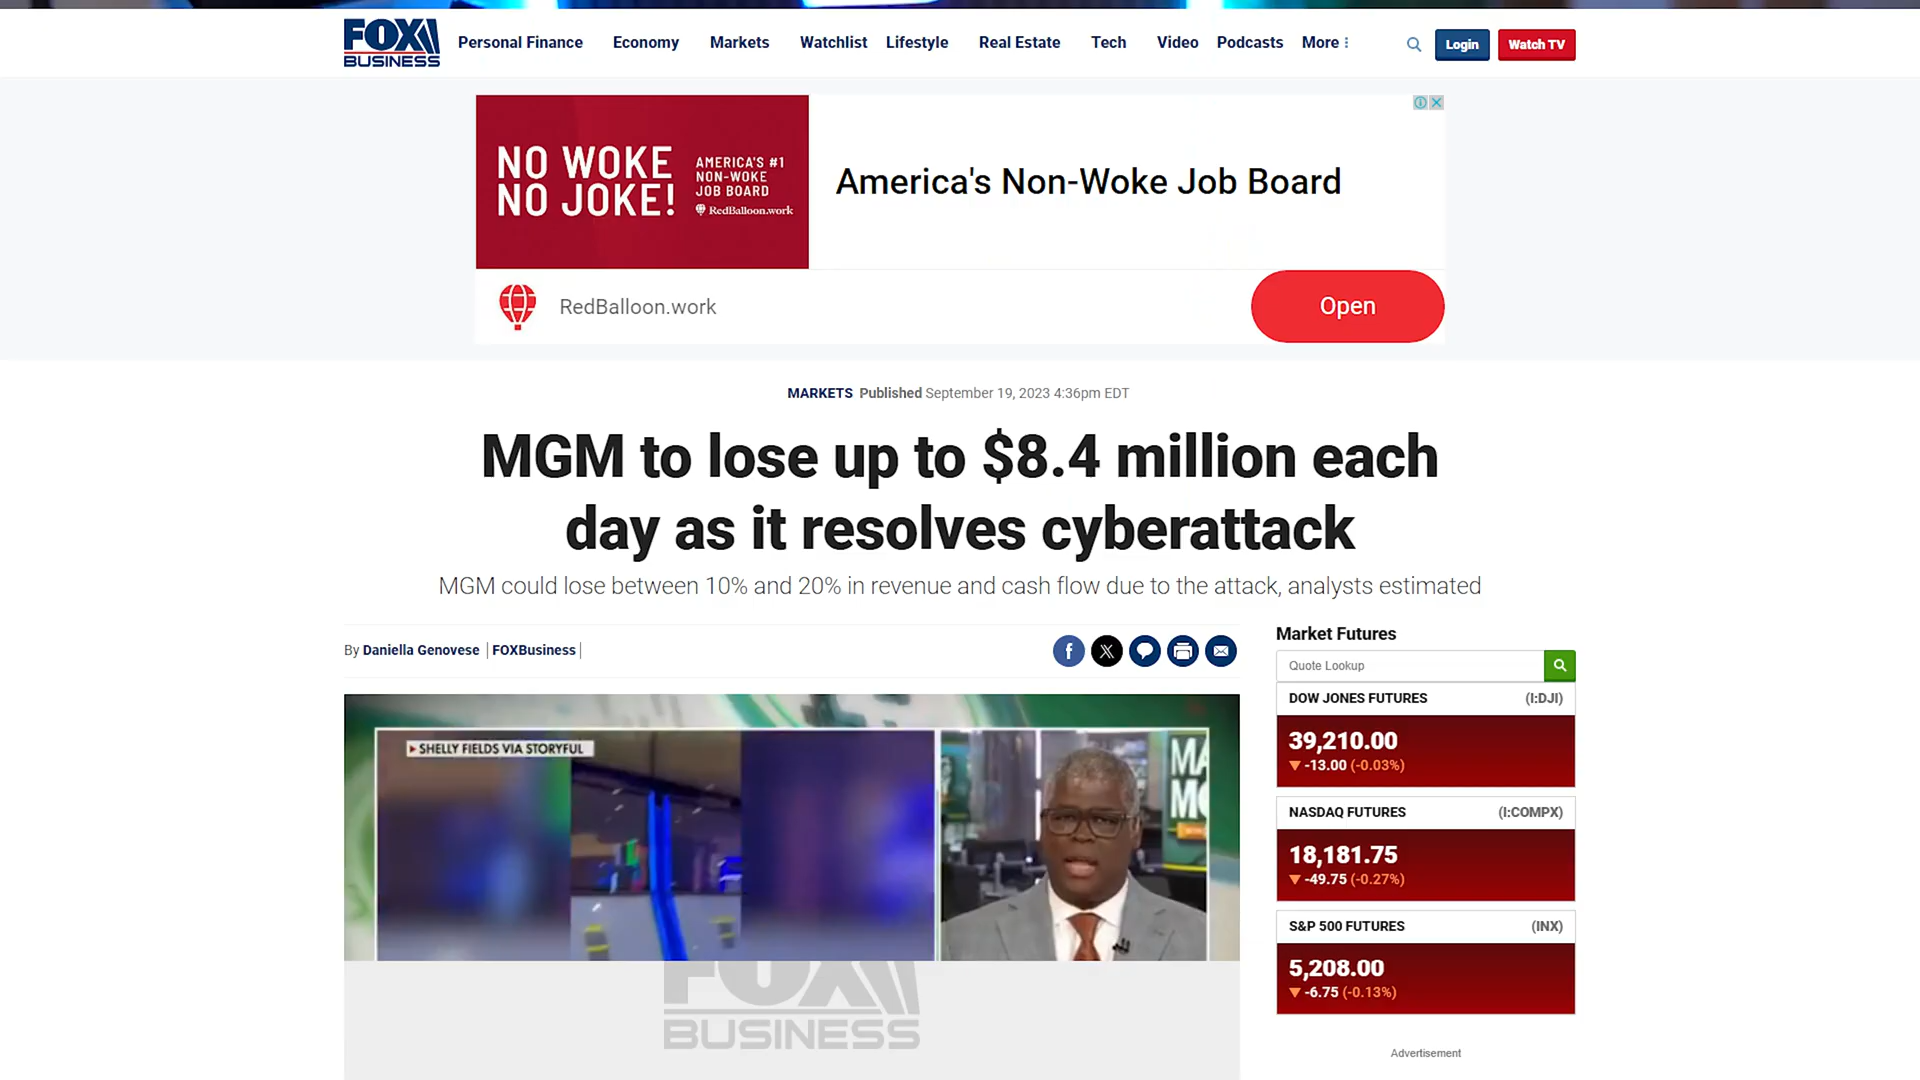 FOX
BUSINESS
Personal Finance
Economy
Markets
Watchlist
Lifestyle
Real Estate
Tech
Video
Podcasts
More
Login
Watch TV
NO WOKE
NO JOKE!
AMERICA'S #1
NON-WOKE
JOB BOARD
RedBalloon.work
America's Non-Woke Job Board
RedBalloon.work
Open
MARKETS Published September 19, 2023 4:36pm EDT
MGM to lose up to $8.4 million each
day as it resolves cyberattack
MGM could lose between 10% and 20% in revenue and cash flow due to the attack, analysts estimated
By Daniella Genovese | FOXBusiness |
SHELLY FIELDS VIA STORYFUL
MA
MO
FOX
BUSINESS
Market Futures
Quote Lookup
DOW JONES FUTURES (I:DJI)
39,210.00
▼ -13.00 (-0.03%)
NASDAQ FUTURES (I:COMPX)
18,181.75
▼ -49.75 (-0.27%)
S&P 500 FUTURES (INX)
5,208.00
▼ -6.75 (-0.13%)
Advertisement